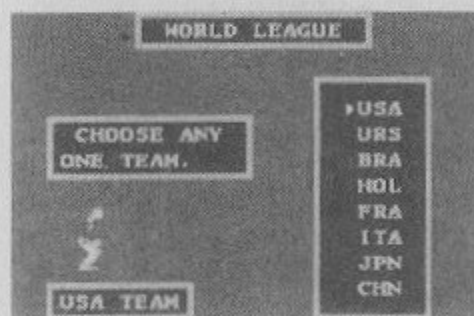 WORLD LEAGUE
CHOOSE ANY
ONE TEAM.
USA TEAM
▸USA
URS
BRA
HOL
FRA
ITA
JPN
CHN